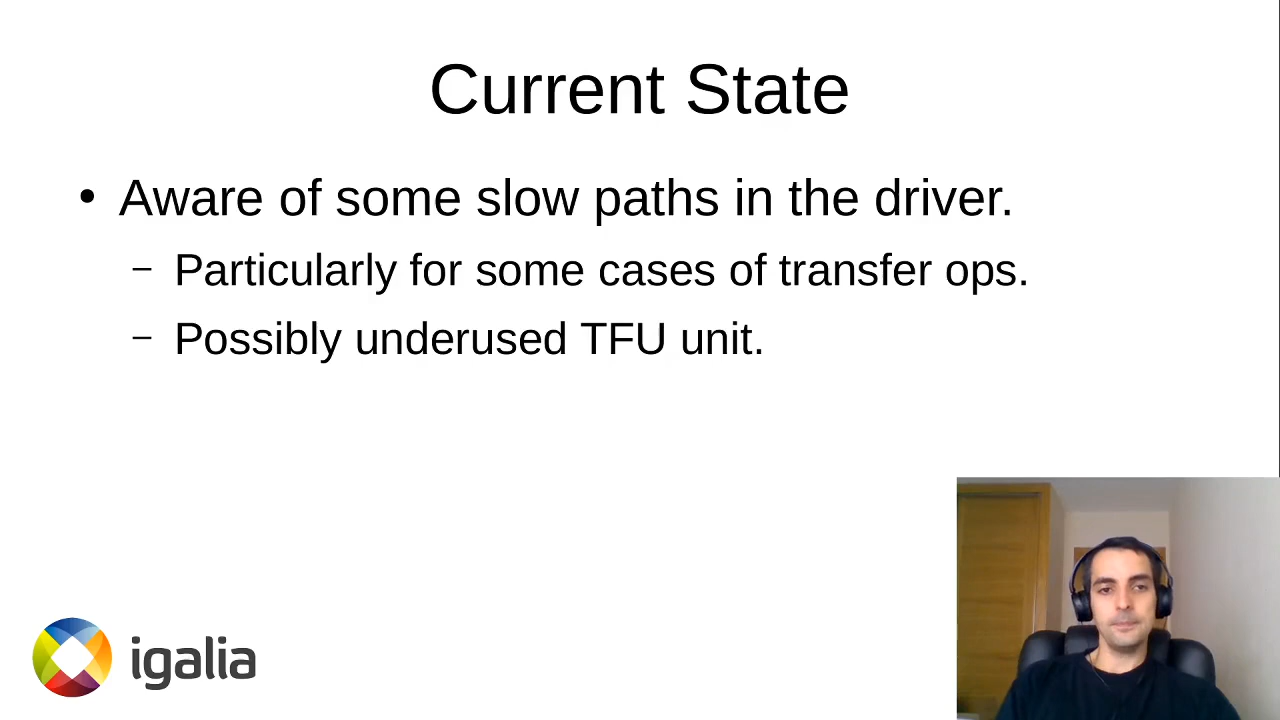 Current State
• Aware of some slow paths in the driver.
– Particularly for some cases of transfer ops.
– Possibly underused TFU unit.
igalia